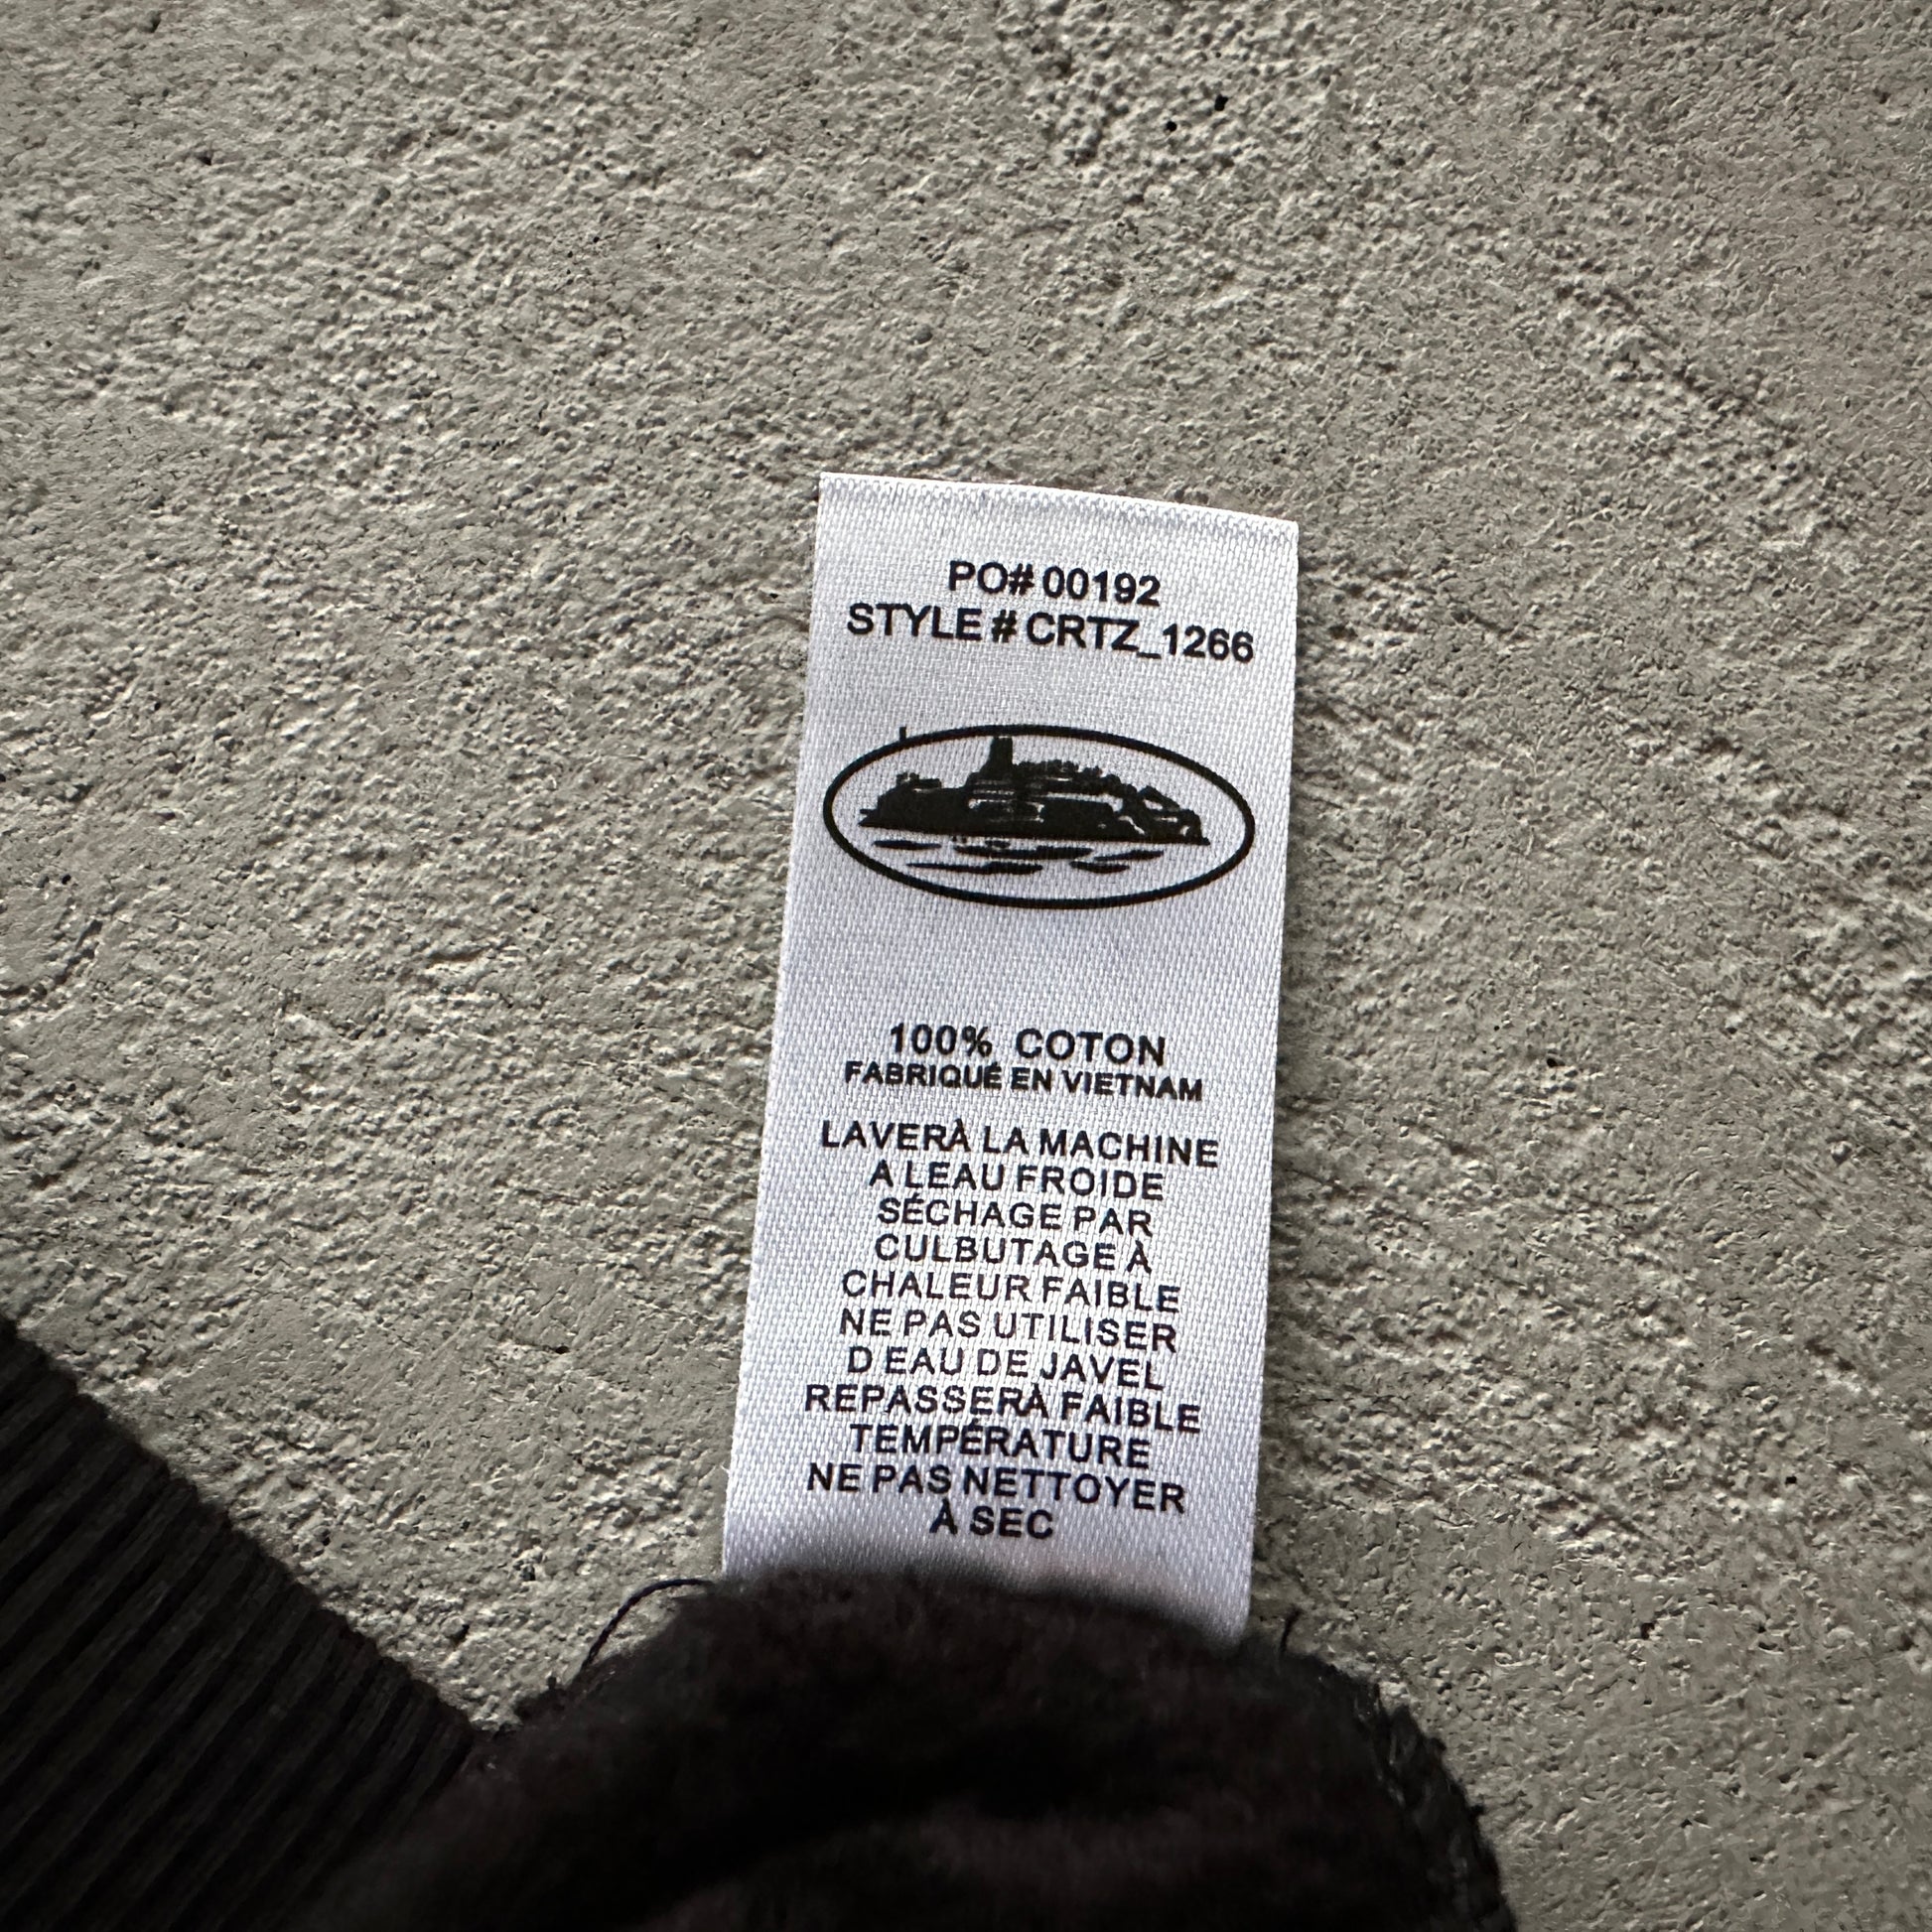 PO# 00192
STYLE # CRTZ_1266
100% COTON
FABRIQUÉ EN VIETNAM
LAVERÀ LA MACHINE
A LEAU FROIDE
SÉCHAGE PAR
CULBUTAGE À
CHALEUR FAIBLE
NE PAS UTILISER
D EAU DE JAVEL
REPASSERÀ FAIBLE
TEMPÉRATURE
NE PAS NETTOYER
À SEC